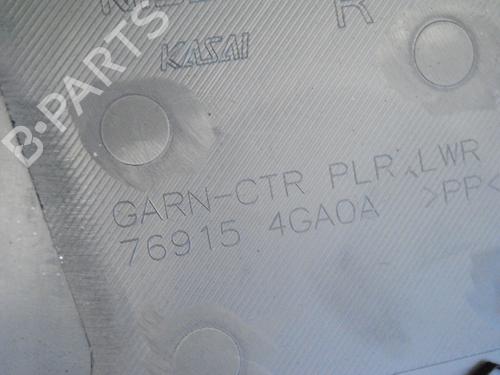 R
KASAI
GARN-CTR PLR, LWR
76915 4GA0A >PP<
B-PARTS